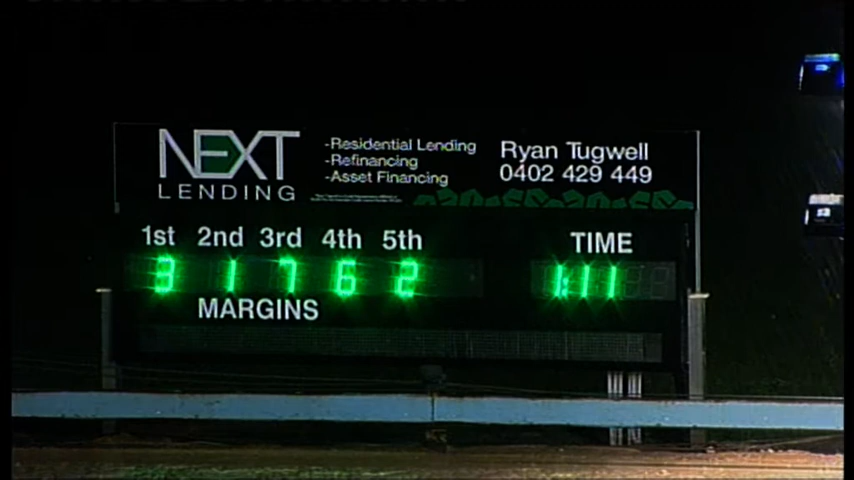 NEXT
LENDING
-Residential Lending
-Refinancing
-Asset Financing
Ryan Tugwell
0402 429 449
1st 2nd 3rd 4th 5th TIME
3 1 7 6 2 1:11
MARGINS